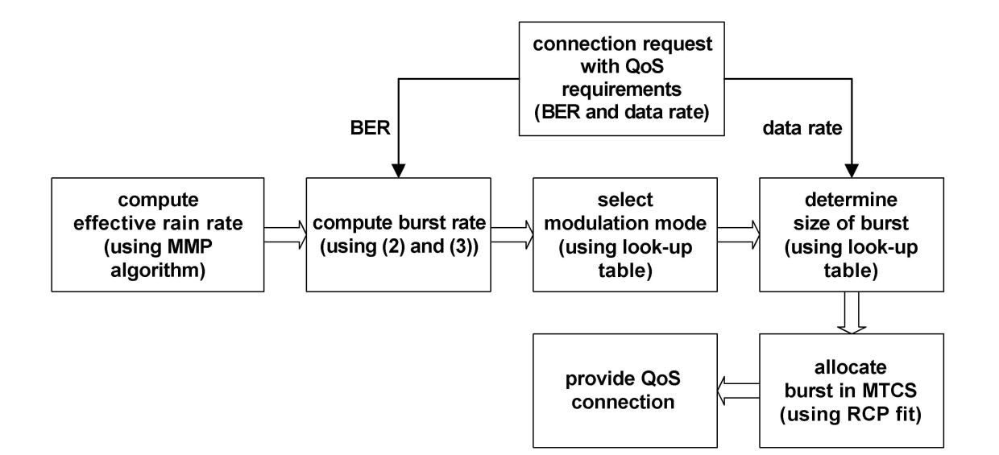 connection request
with QoS
requirements
(BER and data rate)
BER
data rate
compute
effective rain rate
(using MMP
algorithm)
compute burst rate
(using (2) and (3))
select
modulation mode
(using look-up
table)
determine
size of burst
(using look-up
table)
provide QoS
connection
allocate
burst in MTCS
(using RCP fit)